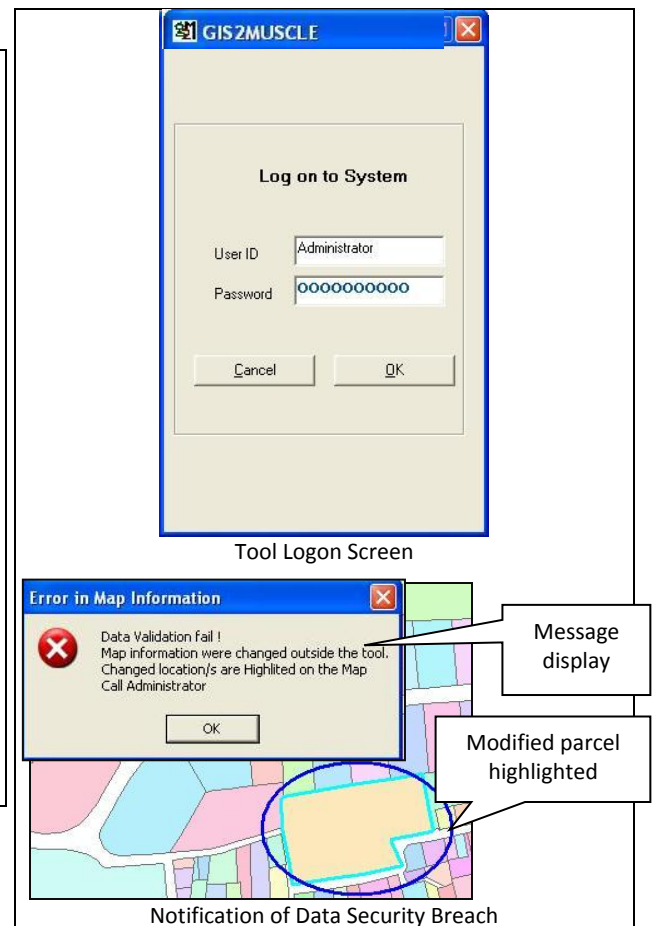 GIS2MUSCLE
Log on to System
User ID
Administrator
Password
OOOOOOOOOO
Cancel
OK
Tool Logon Screen
Error in Map Information
Data Validation fail !
Map information were changed outside the tool.
Changed location/s are Highlited on the Map
Call Administrator
OK
Message
display
Modified parcel
highlighted
Notification of Data Security Breach